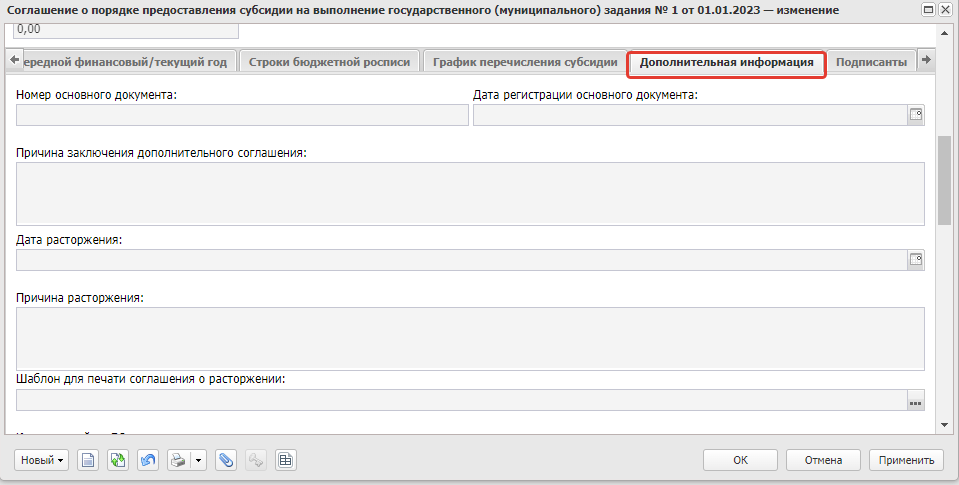 Соглашение о порядке предоставления субсидии на выполнение государственного (муниципального) задания № 1 от 01.01.2023 — изменение
0,00
ередной финансовый/текущий год
Строки бюджетной росписи
График перечисления субсидии
Дополнительная информация
Подписанты
Номер основного документа:
Дата регистрации основного документа:
Причина заключения дополнительного соглашения:
Дата расторжения:
Причина расторжения:
Шаблон для печати соглашения о расторжении:
Новый
ОК
Отмена
Применить